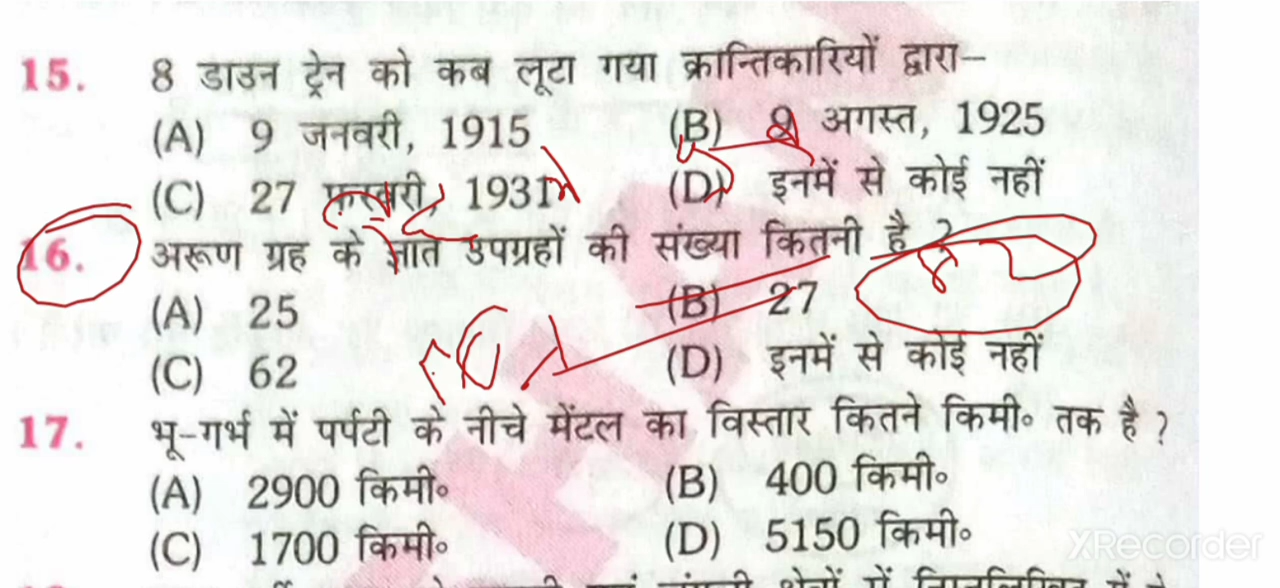 15. 8 डाउन ट्रेन को कब लूटा गया क्रान्तिकारियों द्वारा–
(A) 9 जनवरी, 1915 (B) 9 अगस्त, 1925
(C) 27 फरवरी, 1931 (D) इनमें से कोई नहीं
16. अरूण ग्रह के ज्ञात उपग्रहों की संख्या कितनी है ?
(A) 25 (B) 27
(C) 62 (D) इनमें से कोई नहीं
17. भू-गर्भ में पर्पटी के नीचे मेंटल का विस्तार कितने किमी॰ तक है ?
(A) 2900 किमी॰ (B) 400 किमी॰
(C) 1700 किमी॰ (D) 5150 किमी॰
XRecorder